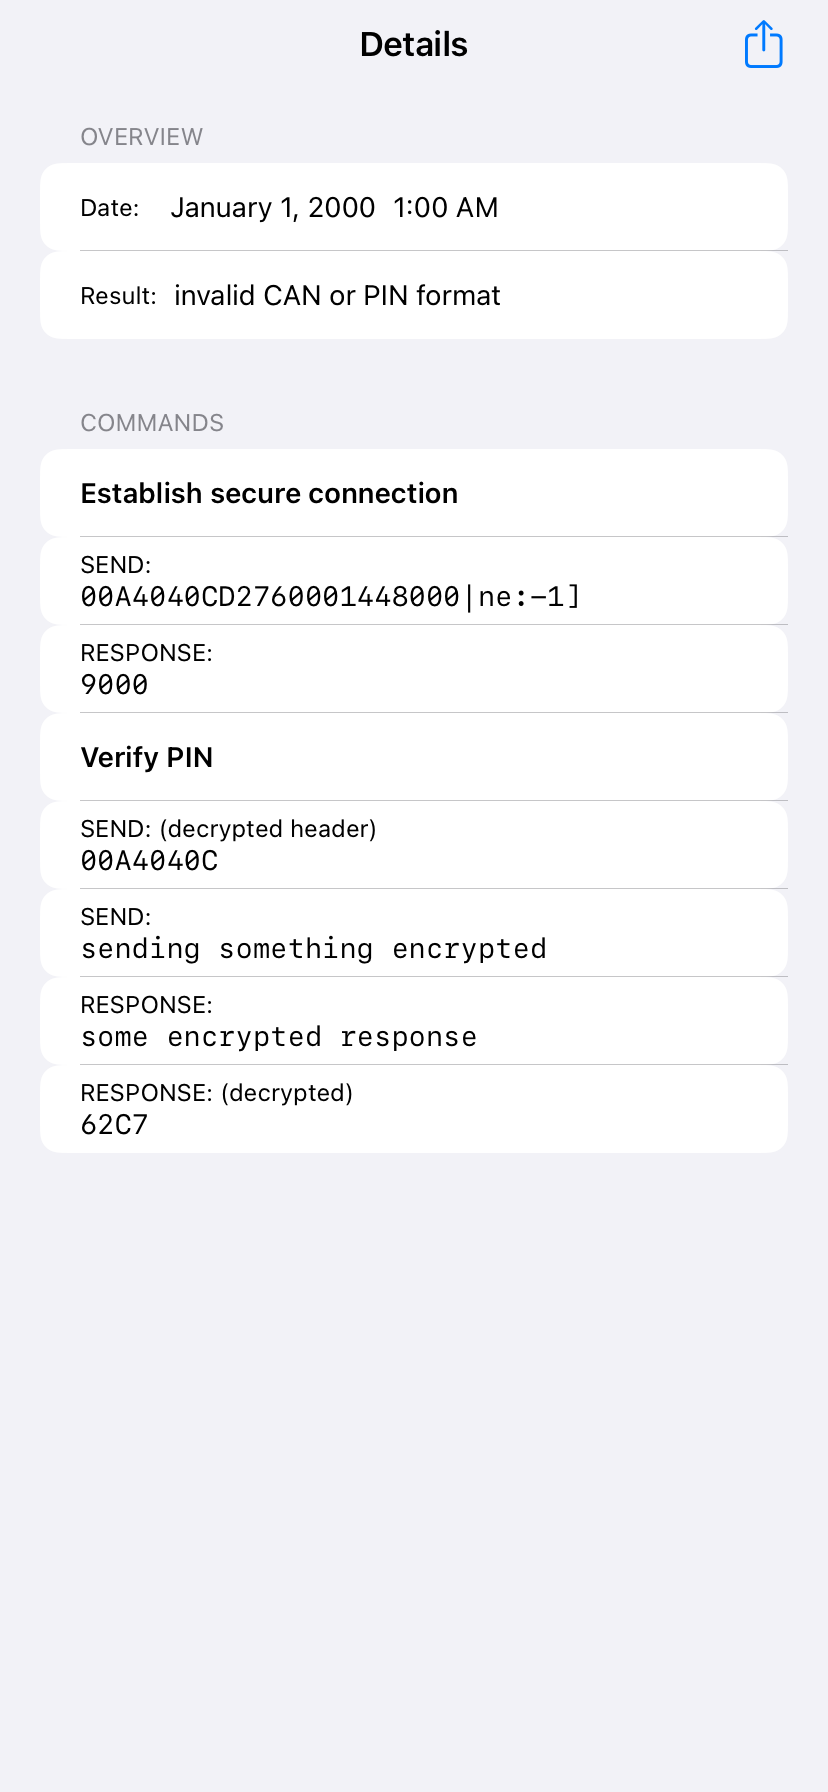 Details
OVERVIEW
Date: January 1, 2000 1:00 AM
Result: invalid CAN or PIN format
COMMANDS
Establish secure connection
SEND:
00A4040CD2760001448000|ne:-1]
RESPONSE:
9000
Verify PIN
SEND: (decrypted header)
00A4040C
SEND:
sending something encrypted
RESPONSE:
some encrypted response
RESPONSE: (decrypted)
62C7